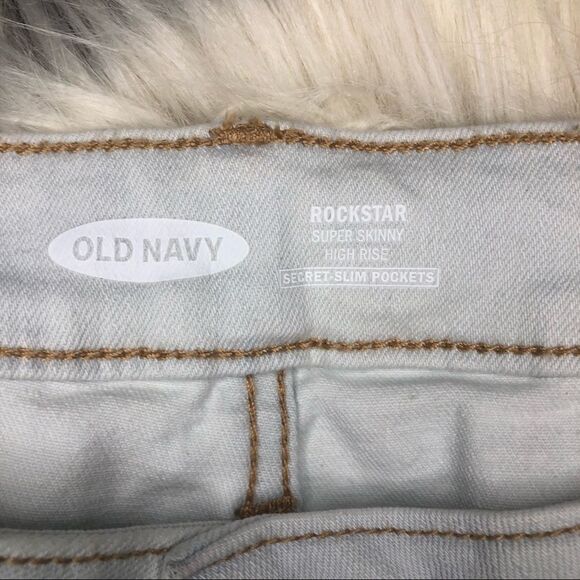 OLD NAVY
ROCKSTAR
SUPER SKINNY
HIGH RISE
SECRET-SLIM POCKETS